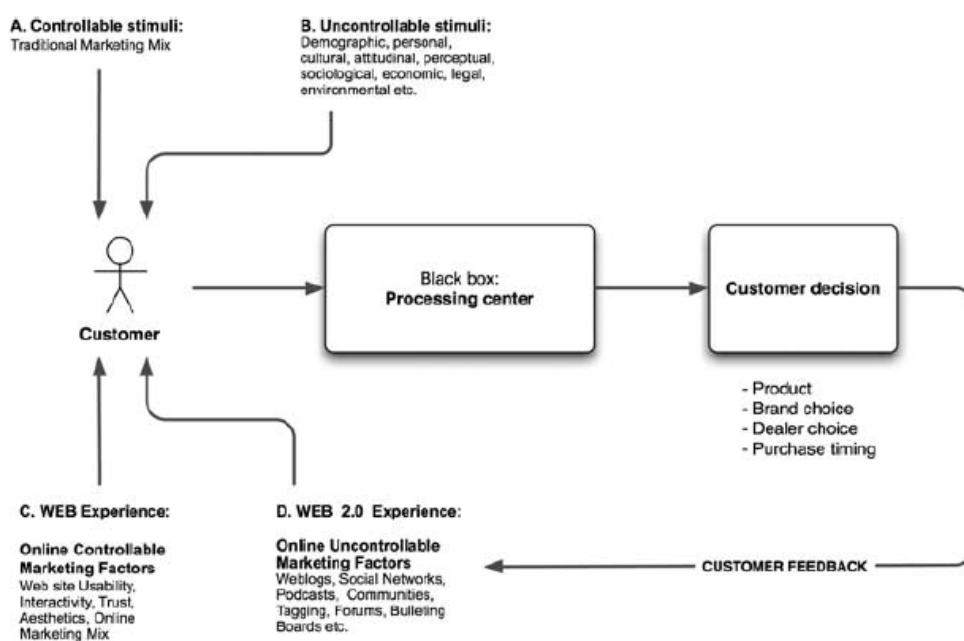 A. Controllable stimuli:
Traditional Marketing Mix
B. Uncontrollable stimuli:
Demographic, personal,
cultural, attitudinal, perceptual,
sociological, economic, legal,
environmental etc.
Customer
Black box:
Processing center
Customer decision
- Product
- Brand choice
- Dealer choice
- Purchase timing
C. WEB Experience:
Online Controllable
Marketing Factors
Web site Usability,
Interactivity, Trust,
Aesthetics, Online
Marketing Mix
D. WEB 2.0 Experience:
Online Uncontrollable
Marketing Factors
Weblogs, Social Networks,
Podcasts, Communities,
Tagging, Forums, Bulleling
Boards etc.
CUSTOMER FEEDBACK